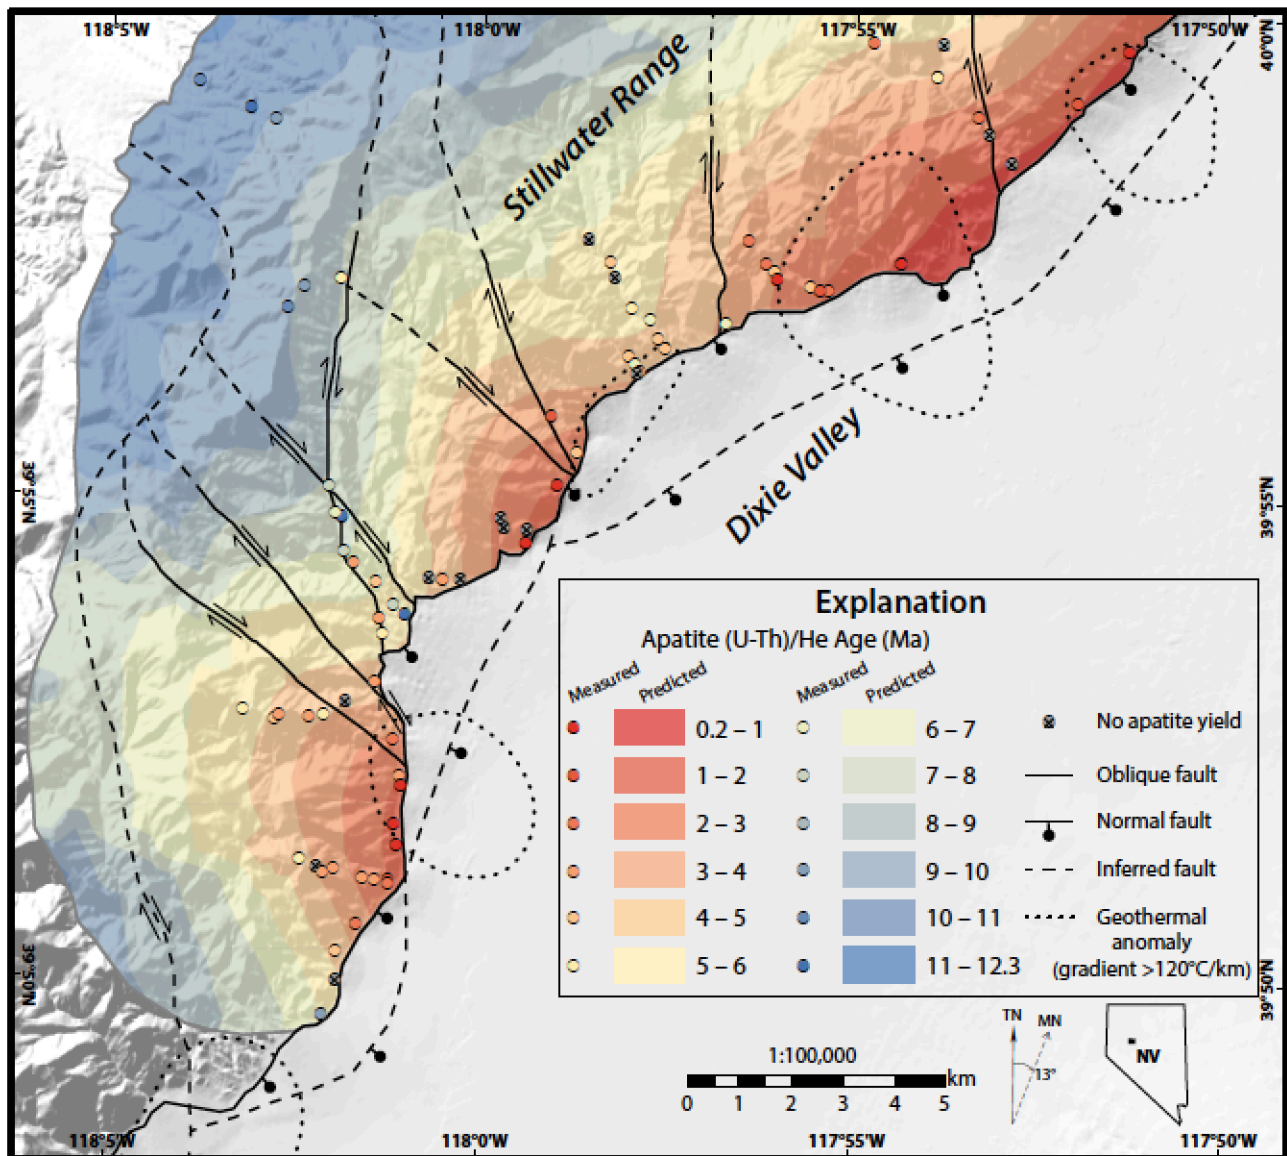 118°5'W
118°0'W
117°55'W
117°50'W
40°0'N
Stillwater Range
Dixie Valley
39°55'N
39°55'N
Explanation
Apatite (U-Th)/He Age (Ma)
Measured
Predicted
Measured
Predicted
0.2 – 1
1 – 2
2 – 3
3 – 4
4 – 5
5 – 6
6 – 7
7 – 8
8 – 9
9 – 10
10 – 11
11 – 12.3
No apatite yield
Oblique fault
Normal fault
Inferred fault
Geothermal
anomaly
(gradient >120°C/km)
39°50'N
39°50'N
TN
MN
13°
NV
1:100,000
km
0 1 2 3 4 5
118°5'W
118°0'W
117°55'W
117°50'W